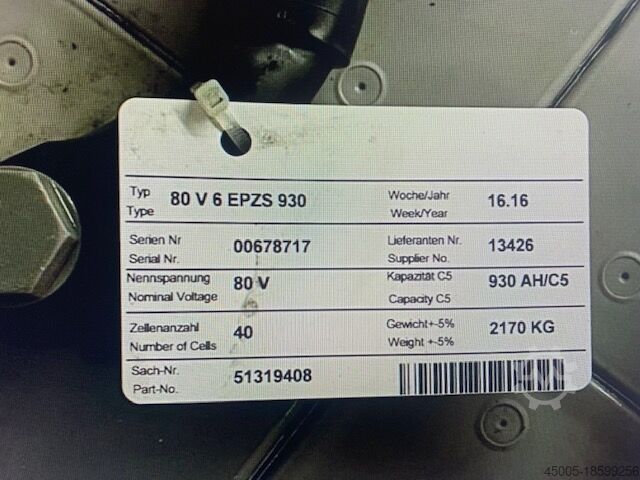 Typ 80 V 6 EPZS 930 Woche/Jahr 16.16
Type Week/Year
Serien Nr 00678717 Lieferanten Nr. 13426
Serial Nr. Supplier No.
Nennspannung 80 V Kapazität C5 930 AH/C5
Nominal Voltage Capacity C5
Zellenanzahl 40 Gewicht+-5% 2170 KG
Number of Cells Weight +-5%
Sach-Nr. 51319408
Part-No.
45005-18599256